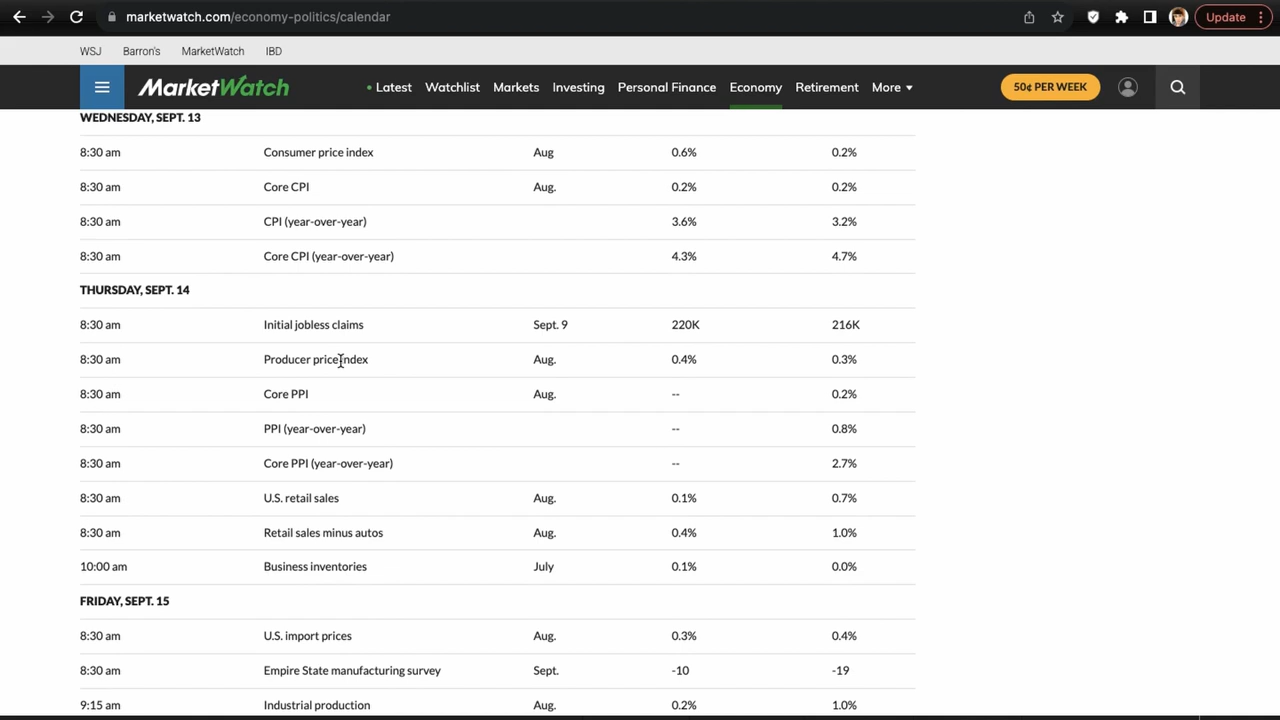 marketwatch.com/economy-politics/calendar Update
WSJ Barron's MarketWatch IBD
MarketWatch Latest Watchlist Markets Investing Personal Finance Economy Retirement More 50¢ PER WEEK
WEDNESDAY, SEPT. 13
8:30 am Consumer price index Aug 0.6% 0.2%
8:30 am Core CPI Aug. 0.2% 0.2%
8:30 am CPI (year-over-year) 3.6% 3.2%
8:30 am Core CPI (year-over-year) 4.3% 4.7%
THURSDAY, SEPT. 14
8:30 am Initial jobless claims Sept. 9 220K 216K
8:30 am Producer price index Aug. 0.4% 0.3%
8:30 am Core PPI Aug. -- 0.2%
8:30 am PPI (year-over-year) -- 0.8%
8:30 am Core PPI (year-over-year) -- 2.7%
8:30 am U.S. retail sales Aug. 0.1% 0.7%
8:30 am Retail sales minus autos Aug. 0.4% 1.0%
10:00 am Business inventories July 0.1% 0.0%
FRIDAY, SEPT. 15
8:30 am U.S. import prices Aug. 0.3% 0.4%
8:30 am Empire State manufacturing survey Sept. -10 -19
9:15 am Industrial production Aug. 0.2% 1.0%